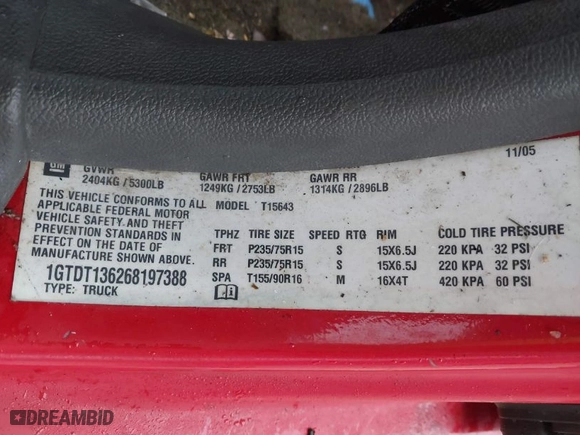 GM
11/05
GVWR GAWR FRT GAWR RR
2404KG / 5300LB 1249KG / 2753LB 1314KG / 2896LB
THIS VEHICLE CONFORMS TO ALL MODEL T15643
APPLICABLE FEDERAL MOTOR
VEHICLE SAFETY, AND THEFT
PREVENTION STANDARDS IN
EFFECT ON THE DATE OF
MANUFACTURE SHOWN ABOVE.
1GTDT136268197388
TYPE: TRUCK
TPHZ TIRE SIZE SPEED RTG RIM COLD TIRE PRESSURE
FRT P235/75R15 S 15X6.5J 220 KPA 32 PSI
RR P235/75R15 S 15X6.5J 220 KPA 32 PSI
SPA T155/90R16 M 16X4T 420 KPA 60 PSI
DREAMBID